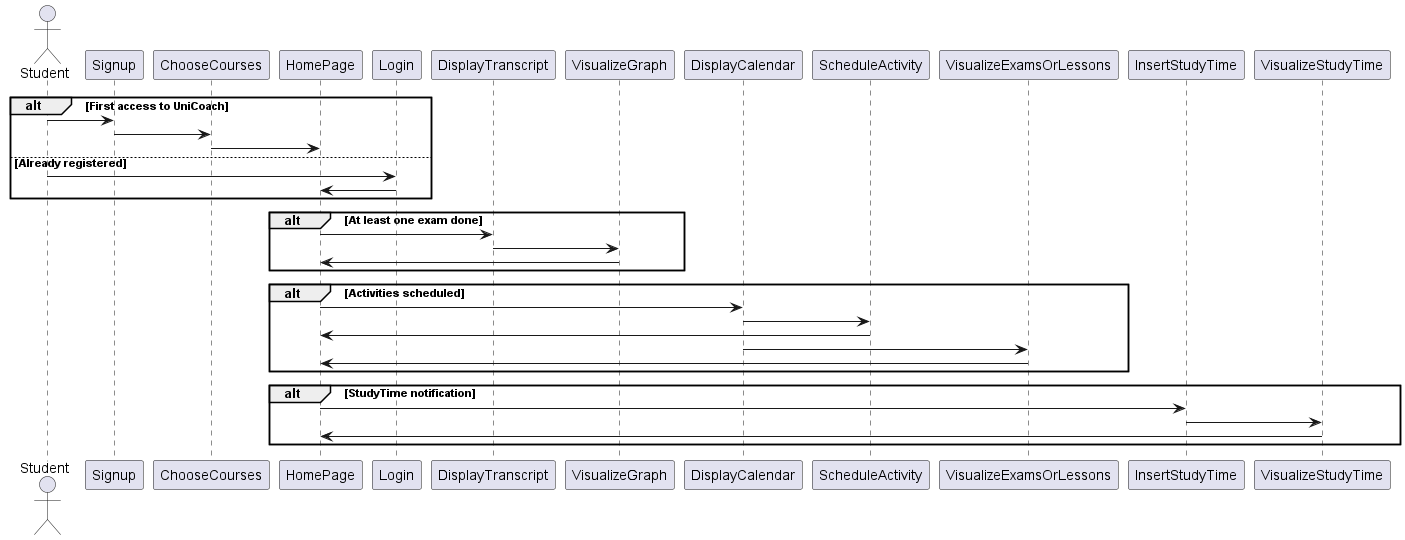 Student
Signup
ChooseCourses
HomePage
Login
DisplayTranscript
VisualizeGraph
DisplayCalendar
ScheduleActivity
VisualizeExamsOrLessons
InsertStudyTime
VisualizeStudyTime
alt [First access to UniCoach]
[Already registered]
alt [At least one exam done]
alt [Activities scheduled]
alt [StudyTime notification]
Student
Signup
ChooseCourses
HomePage
Login
DisplayTranscript
VisualizeGraph
DisplayCalendar
ScheduleActivity
VisualizeExamsOrLessons
InsertStudyTime
VisualizeStudyTime